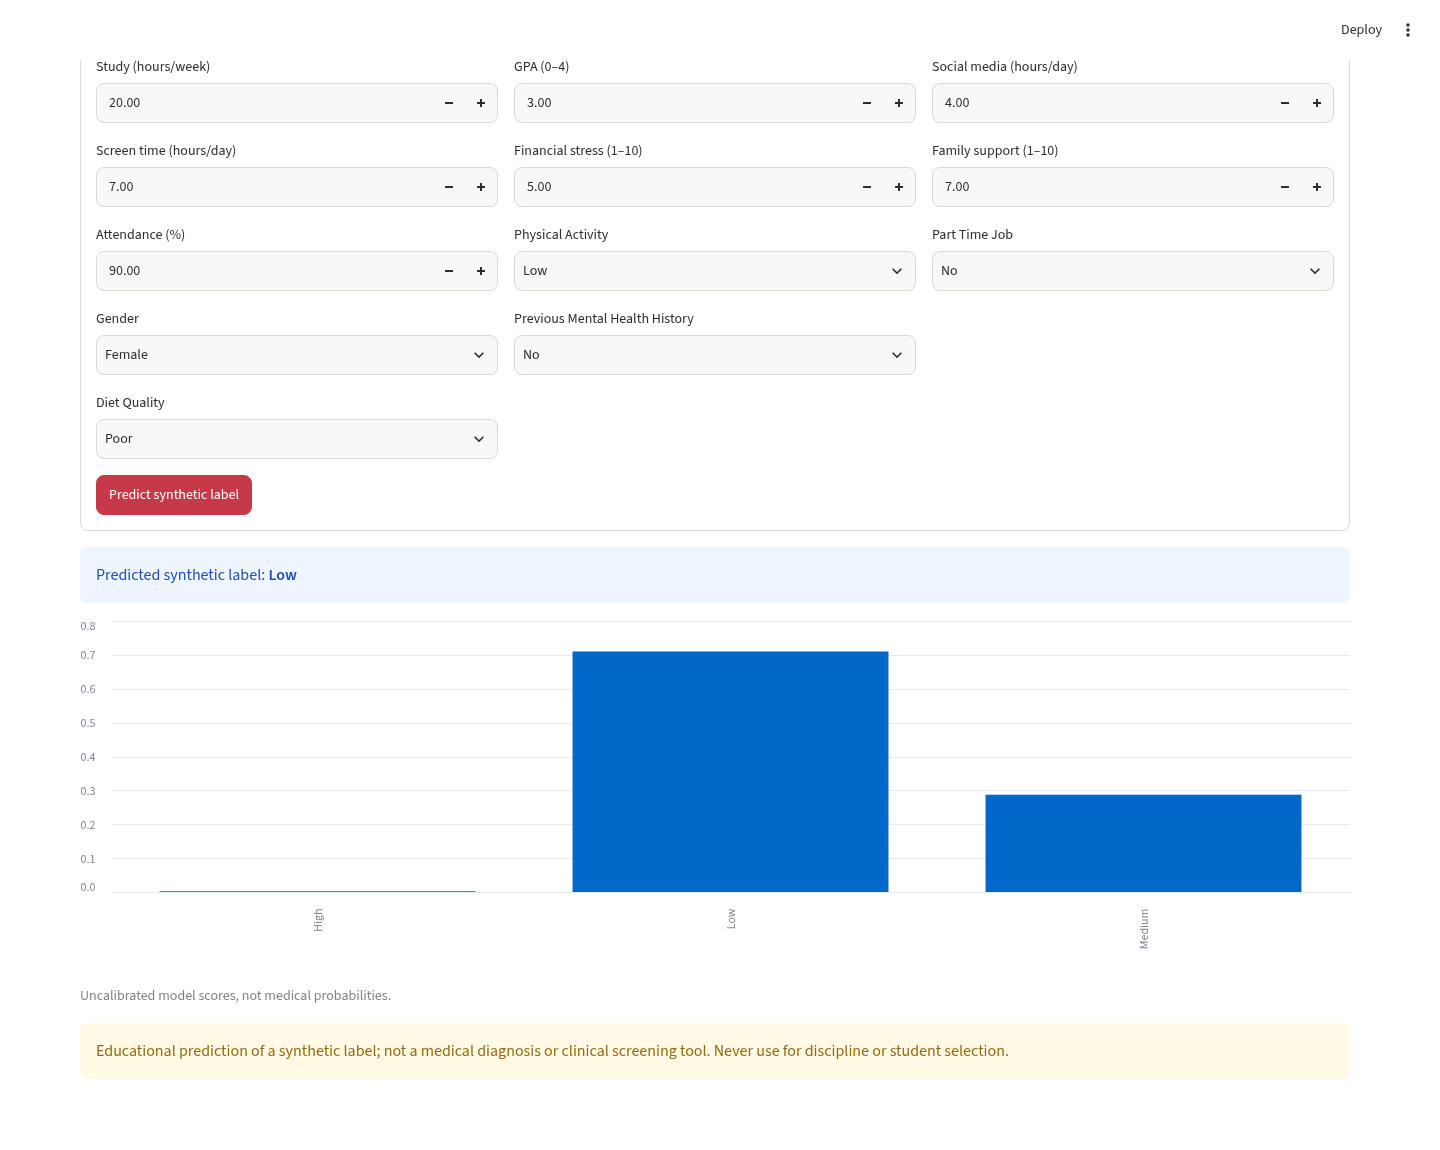 Deploy
Study (hours/week)
GPA (0–4)
Social media (hours/day)
20.00
3.00
4.00
Screen time (hours/day)
Financial stress (1–10)
Family support (1–10)
7.00
5.00
7.00
Attendance (%)
Physical Activity
Part Time Job
90.00
Low
No
Gender
Previous Mental Health History
Female
No
Diet Quality
Poor
Predict synthetic label
Predicted synthetic label: Low
0.8
0.7
0.6
0.5
0.4
0.3
0.2
0.1
0.0
High
Low
Medium
Uncalibrated model scores, not medical probabilities.
Educational prediction of a synthetic label; not a medical diagnosis or clinical screening tool. Never use for discipline or student selection.